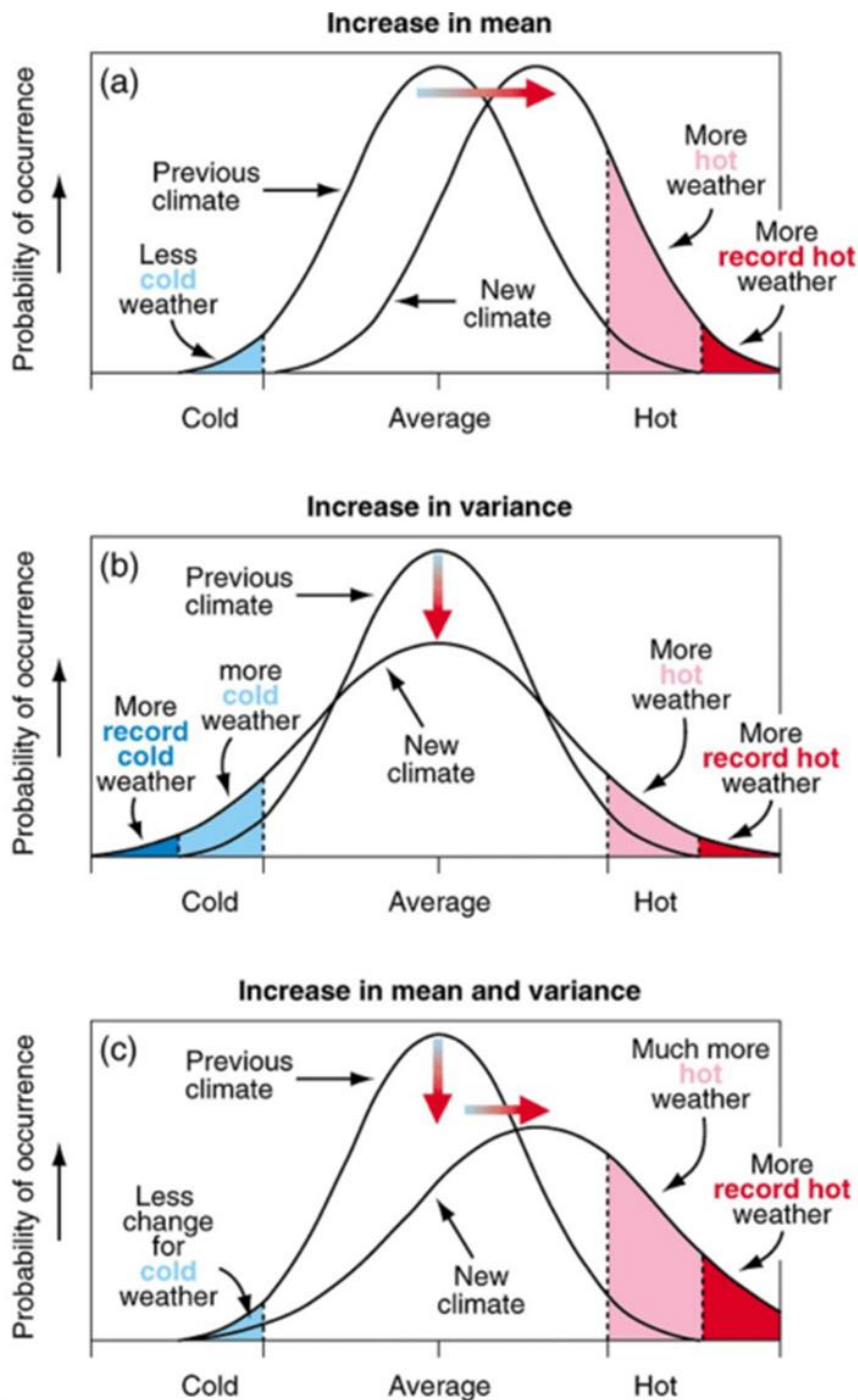 Increase in mean
(a)
Probability of occurrence
Previous
climate
Less
cold
weather
New
climate
More
hot
weather
More
record hot
weather
Cold
Average
Hot
Increase in variance
(b)
Probability of occurrence
Previous
climate
more
cold
weather
More
record
cold
weather
New
climate
More
hot
weather
More
record hot
weather
Cold
Average
Hot
Increase in mean and variance
(c)
Probability of occurrence
Previous
climate
Less
change
for
cold
weather
New
climate
Much more
hot
weather
More
record hot
weather
Cold
Average
Hot